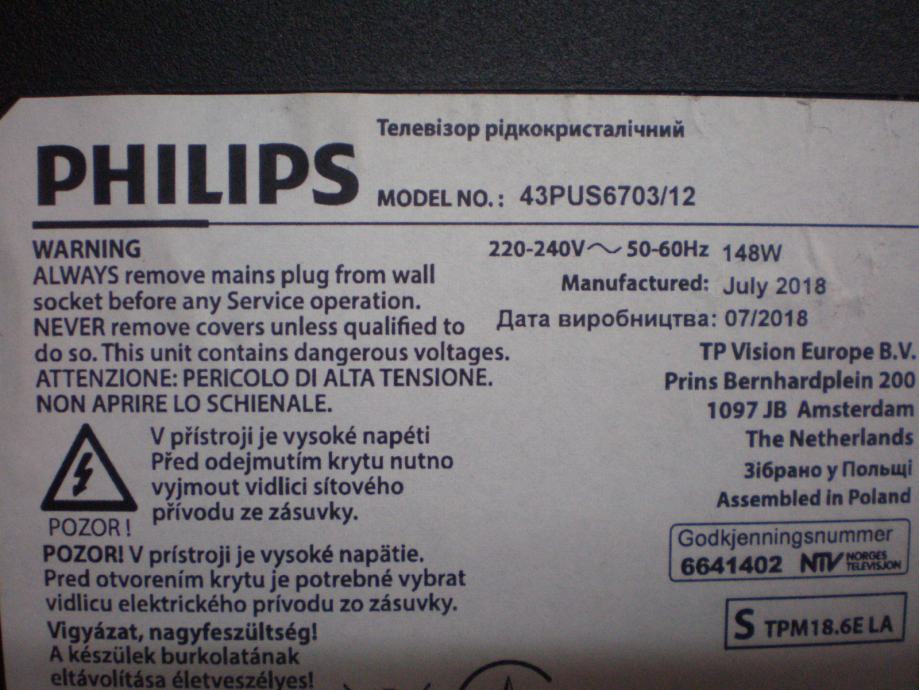 Телевізор рідкокристалічний
PHILIPS
MODEL NO. : 43PUS6703/12
WARNING
ALWAYS remove mains plug from wall
socket before any Service operation.
NEVER remove covers unless qualified to
do so. This unit contains dangerous voltages.
ATTENZIONE: PERICOLO DI ALTA TENSIONE.
NON APRIRE LO SCHIENALE.
V přístroji je vysoké napéti
Před odejmutím krytu nutno
vyjmout vidlici sítového
přívodu ze zásuvky.
POZOR!
POZOR! V prístroji je vysoké napätie.
Pred otvorením krytu je potrebné vybrat
vidlicu elektrického prívodu zo zásuvky.
Vigyázat, nagyfeszültség!
A készülek burkolatának
eltávolítása életveszélyes!
220-240V~ 50-60Hz 148W
Manufactured: July 2018
Дата виробництва: 07/2018
TP Vision Europe B.V.
Prins Bernhardplein 200
1097 JB Amsterdam
The Netherlands
Зібрано у Польщі
Assembled in Poland
Godkjenningsnummer
6641402 NTV NORGES
TELEVISJON
S TPM18.6E LA